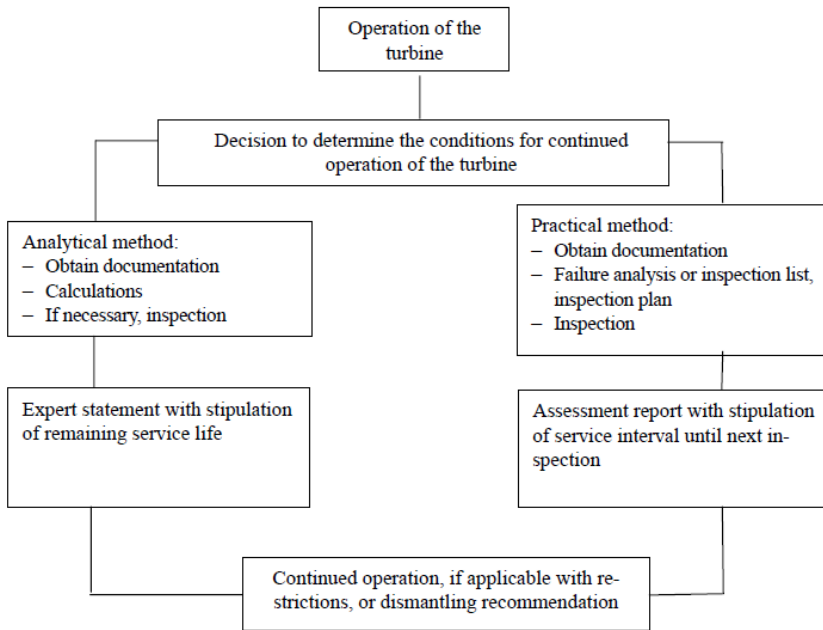 Operation of the
turbine
Decision to determine the conditions for continued
operation of the turbine
Analytical method:
– Obtain documentation
– Calculations
– If necessary, inspection
Practical method:
– Obtain documentation
– Failure analysis or inspection list,
inspection plan
– Inspection
Expert statement with stipulation
of remaining service life
Assessment report with stipulation
of service interval until next in-
spection
Continued operation, if applicable with re-
strictions, or dismantling recommendation